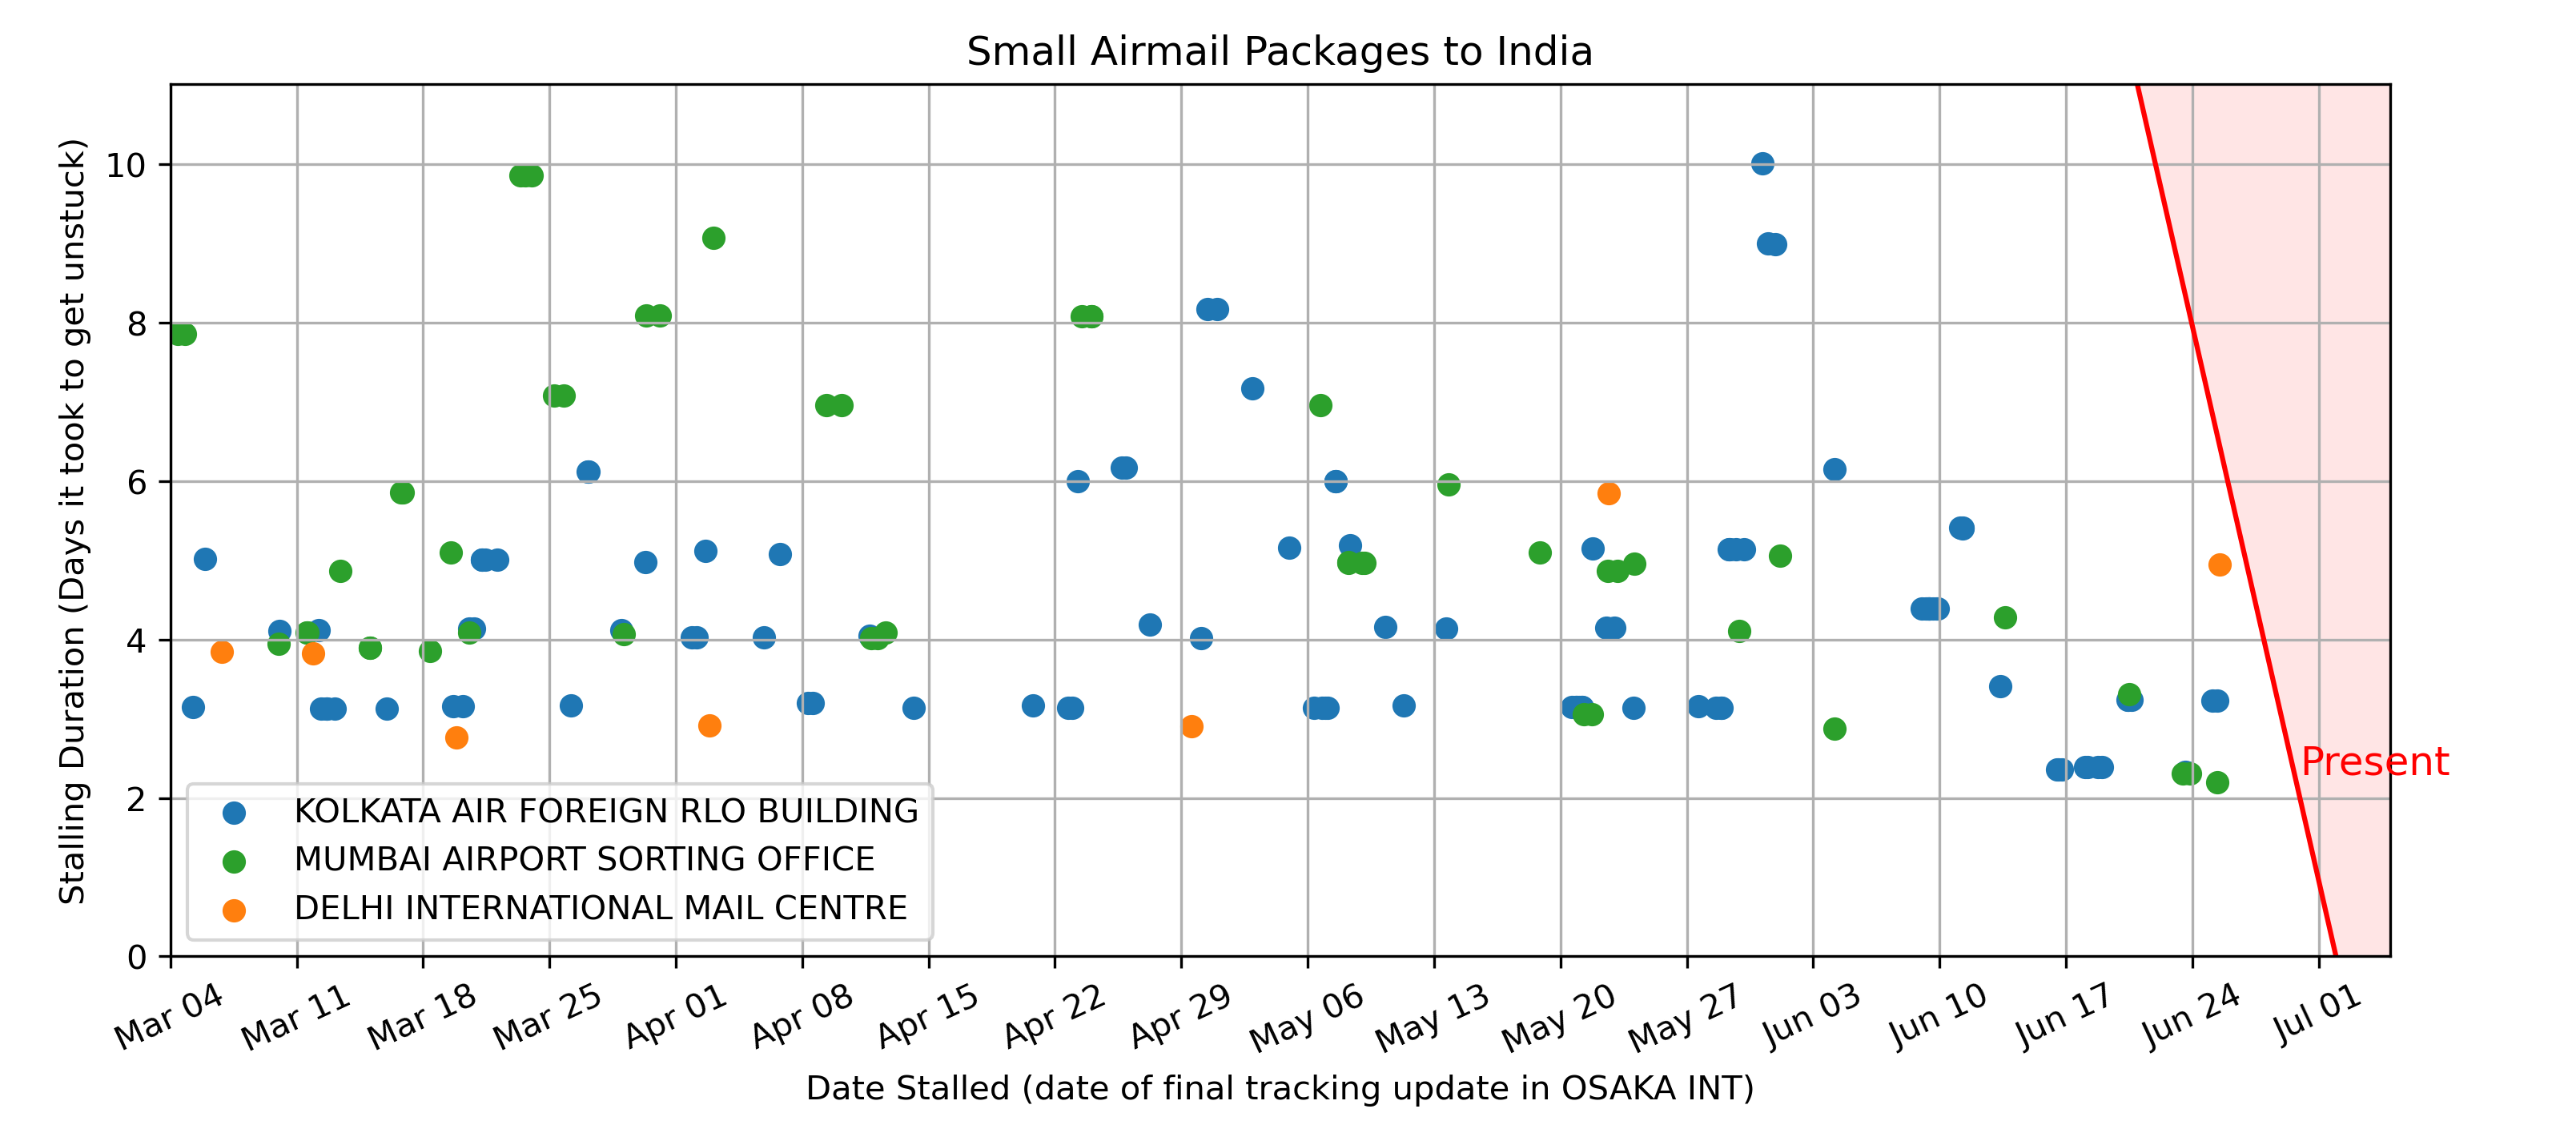 Small Airmail Packages to India
Stalling Duration (Days it took to get unstuck)
10
8
6
4
2
0
Present
KOLKATA AIR FOREIGN RLO BUILDING
MUMBAI AIRPORT SORTING OFFICE
DELHI INTERNATIONAL MAIL CENTRE
Mar 04 Mar 11 Mar 18 Mar 25 Apr 01 Apr 08 Apr 15 Apr 22 Apr 29 May 06 May 13 May 20 May 27 Jun 03 Jun 10 Jun 17 Jun 24 Jul 01
Date Stalled (date of final tracking update in OSAKA INT)